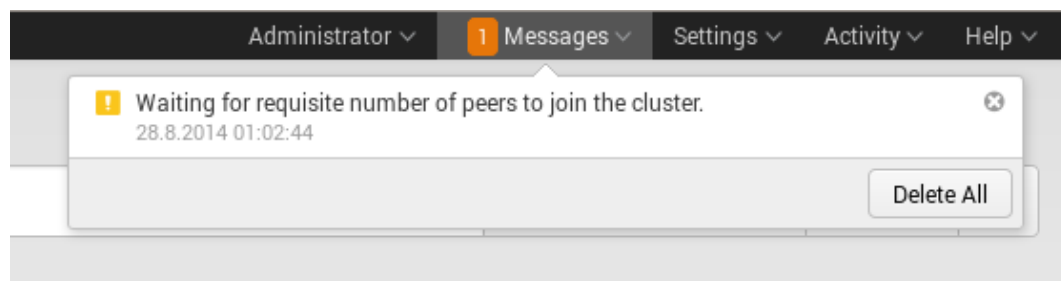 Administrator 1 Messages Settings Activity Help
Waiting for requisite number of peers to join the cluster.
28.8.2014 01:02:44
Delete All